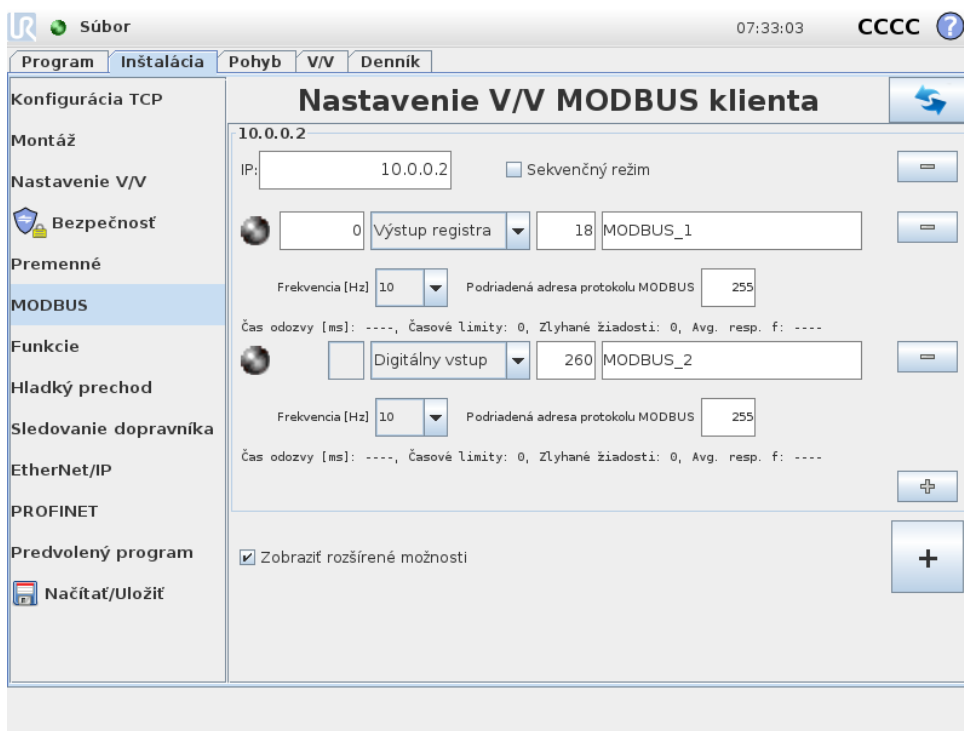 UR Súbor 07:33:03 CCCC ?
Program Inštalácia Pohyb V/V Denník
Konfigurácia TCP
Montáž
Nastavenie V/V
Bezpečnosť
Premenné
MODBUS
Funkcie
Hladký prechod
Sledovanie dopravníka
EtherNet/IP
PROFINET
Predvolený program
Načítať/Uložiť
Nastavenie V/V MODBUS klienta
10.0.0.2
IP: 10.0.0.2 Sekvenčný režim
0 Výstup registra 18 MODBUS_1
Frekvencia [Hz] 10 Podriadená adresa protokolu MODBUS 255
Čas odozvy [ms]: ----, Časové limity: 0, Zlyhané žiadosti: 0, Avg. resp. f: ----
Digitálny vstup 260 MODBUS_2
Frekvencia [Hz] 10 Podriadená adresa protokolu MODBUS 255
Čas odozvy [ms]: ----, Časové limity: 0, Zlyhané žiadosti: 0, Avg. resp. f: ----
Zobraziť rozšírené možnosti